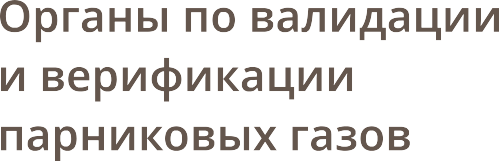 Органы по валидации
и верификации
парниковых газов